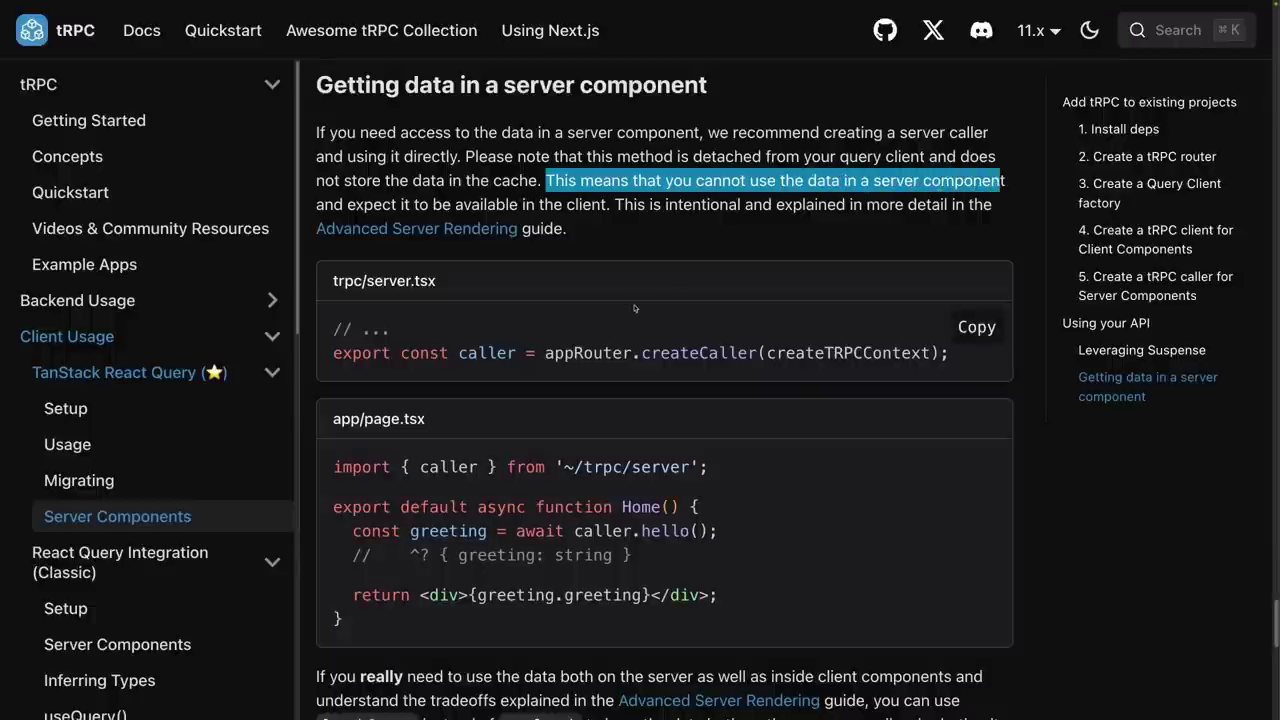 tRPC
Docs
Quickstart
Awesome tRPC Collection
Using Next.js
11.x
Search
⌘ K
tRPC
Getting Started
Concepts
Quickstart
Videos & Community Resources
Example Apps
Backend Usage
Client Usage
TanStack React Query (⭐)
Setup
Usage
Migrating
Server Components
React Query Integration
(Classic)
Setup
Server Components
Inferring Types
useQuery()
Getting data in a server component
If you need access to the data in a server component, we recommend creating a server caller
and using it directly. Please note that this method is detached from your query client and does
not store the data in the cache. This means that you cannot use the data in a server component
and expect it to be available in the client. This is intentional and explained in more detail in the
Advanced Server Rendering guide.
trpc/server.tsx
// ...
Copy
export const caller = appRouter.createCaller(createTRPCContext);
app/page.tsx
import { caller } from '~/trpc/server';
export default async function Home() {
const greeting = await caller.hello();
// ^? { greeting: string }
return <div>{greeting.greeting}</div>;
}
If you really need to use the data both on the server as well as inside client components and
understand the tradeoffs explained in the Advanced Server Rendering guide, you can use
Add tRPC to existing projects
1. Install deps
2. Create a tRPC router
3. Create a Query Client
factory
4. Create a tRPC client for
Client Components
5. Create a tRPC caller for
Server Components
Using your API
Leveraging Suspense
Getting data in a server
component